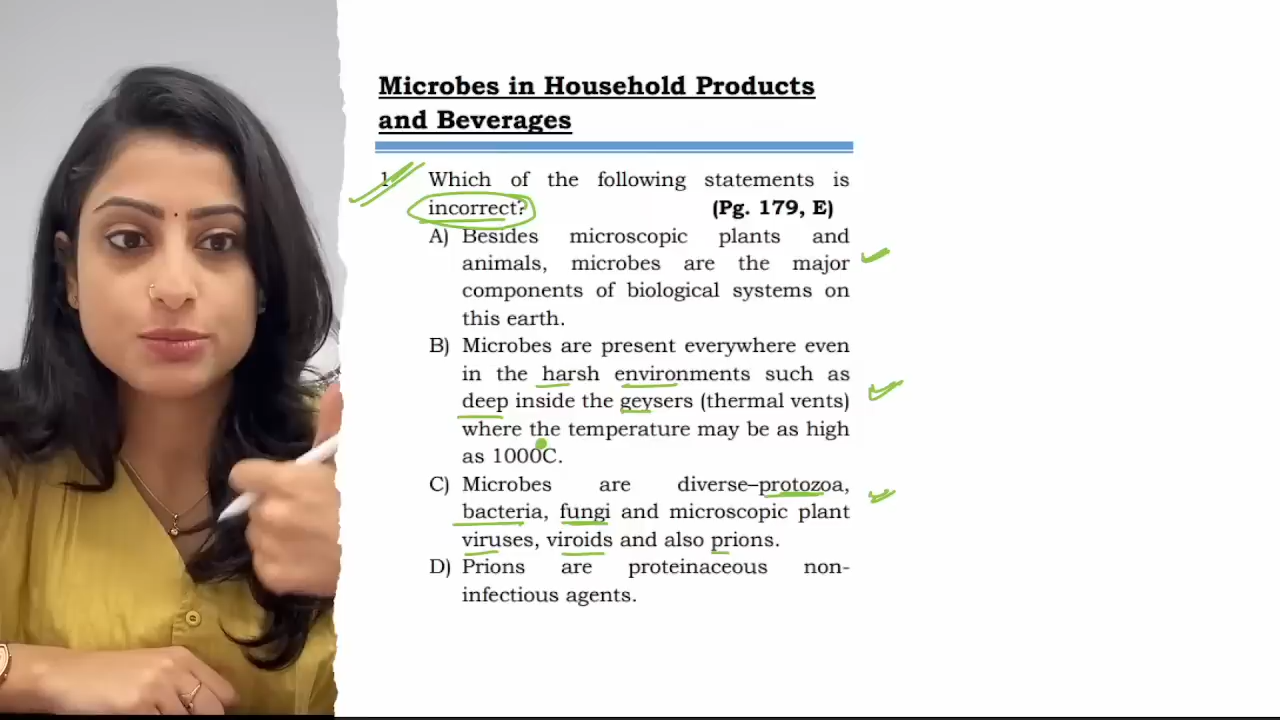 Microbes in Household Products
and Beverages
1 Which of the following statements is
incorrect? (Pg. 179, E)
A) Besides microscopic plants and
animals, microbes are the major
components of biological systems on
this earth.
B) Microbes are present everywhere even
in the harsh environments such as
deep inside the geysers (thermal vents)
where the temperature may be as high
as 1000C.
C) Microbes are diverse–protozoa,
bacteria, fungi and microscopic plant
viruses, viroids and also prions.
D) Prions are proteinaceous non-
infectious agents.